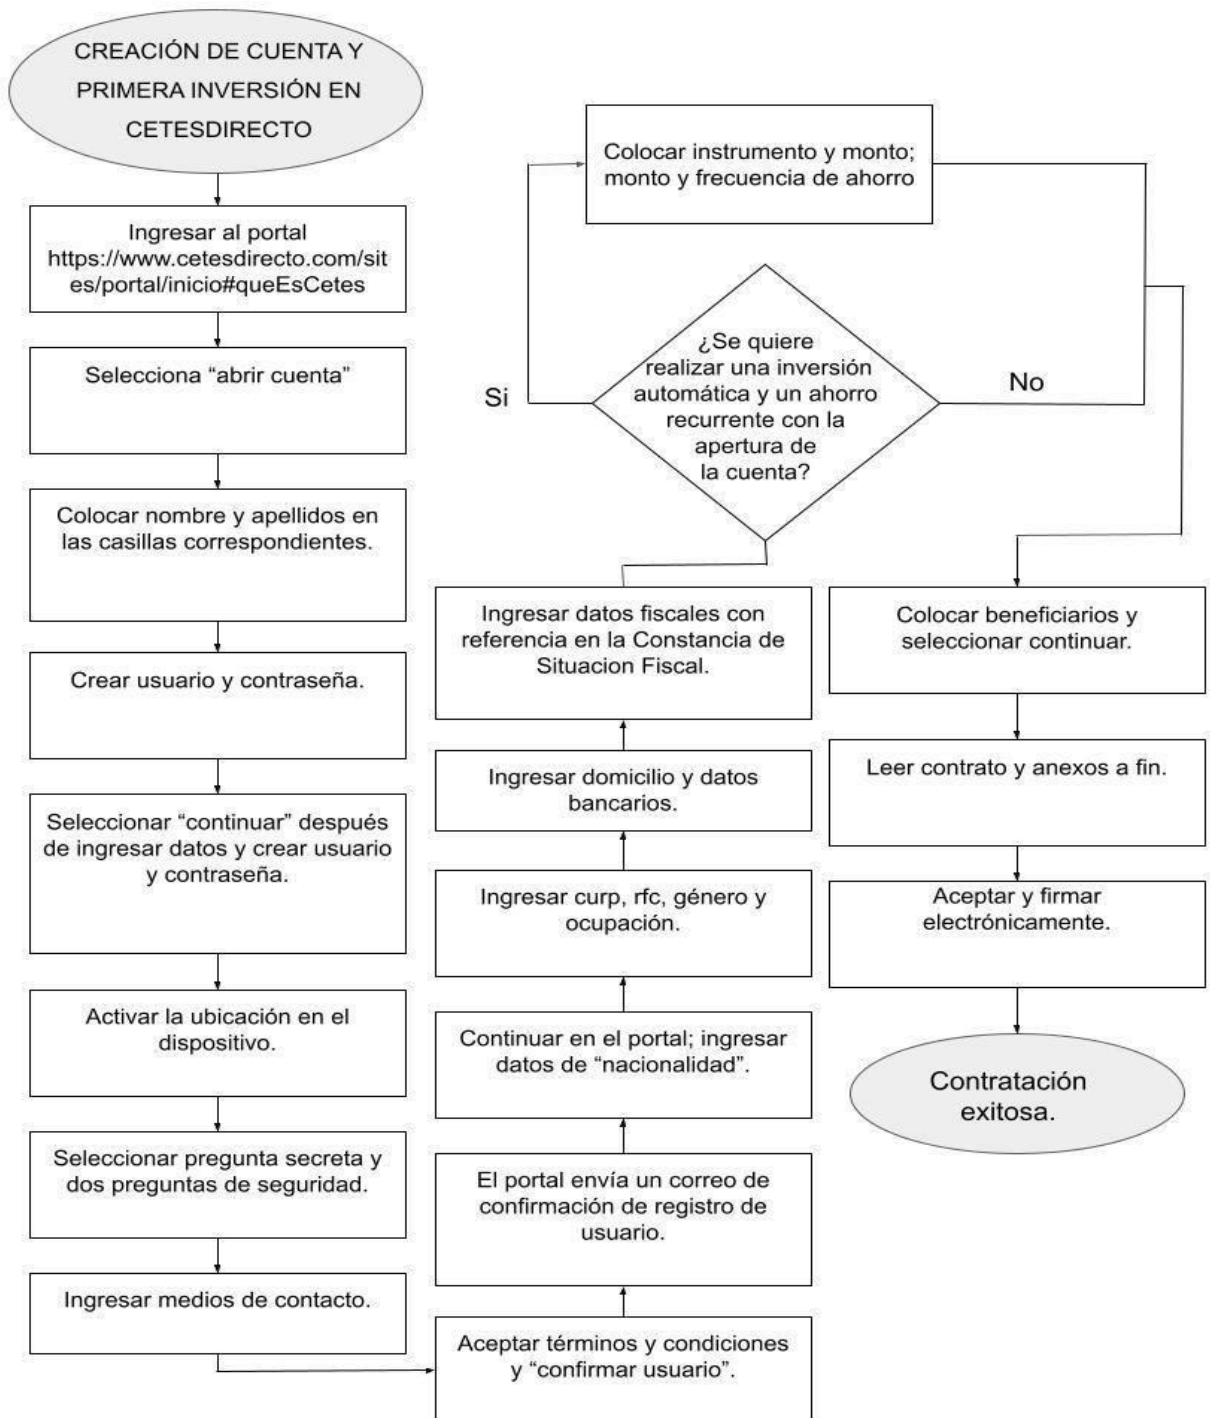 CREACIÓN DE CUENTA Y
PRIMERA INVERSIÓN EN
CETESDIRECTO
Ingresar al portal
https://www.cetesdirecto.com/sit
es/portal/inicio#queEsCetes
Selecciona “abrir cuenta”
Colocar nombre y apellidos en
las casillas correspondientes.
Crear usuario y contraseña.
Seleccionar “continuar” después
de ingresar datos y crear usuario
y contraseña.
Activar la ubicación en el
dispositivo.
Seleccionar pregunta secreta y
dos preguntas de seguridad.
Ingresar medios de contacto.
Aceptar términos y condiciones
y “confirmar usuario”.
El portal envía un correo de
confirmación de registro de
usuario.
Continuar en el portal; ingresar
datos de “nacionalidad”.
Ingresar curp, rfc, género y
ocupación.
Ingresar domicilio y datos
bancarios.
Ingresar datos fiscales con
referencia en la Constancia de
Situacion Fiscal.
¿Se quiere
realizar una inversión
automática y un ahorro
recurrente con la
apertura de
la cuenta?
Si
No
Colocar instrumento y monto;
monto y frecuencia de ahorro
Colocar beneficiarios y
seleccionar continuar.
Leer contrato y anexos a fin.
Aceptar y firmar
electrónicamente.
Contratación
exitosa.